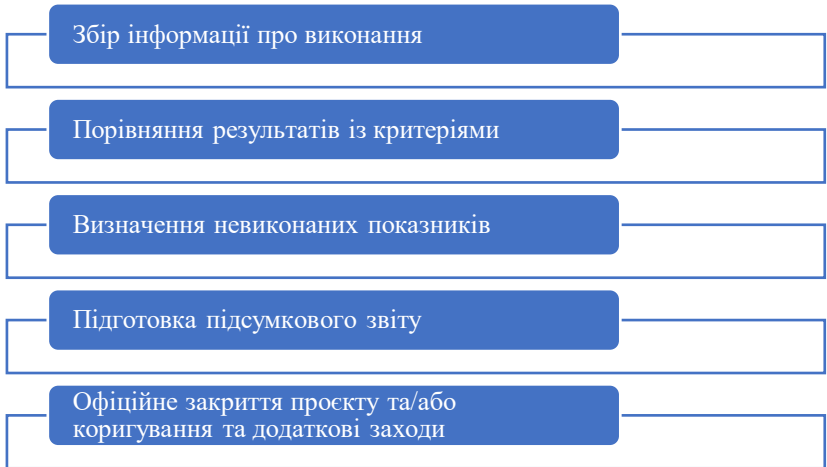 Збір інформації про виконання
Порівняння результатів із критеріями
Визначення невиконаних показників
Підготовка підсумкового звіту
Офіційне закриття проєкту та/або
коригування та додаткові заходи